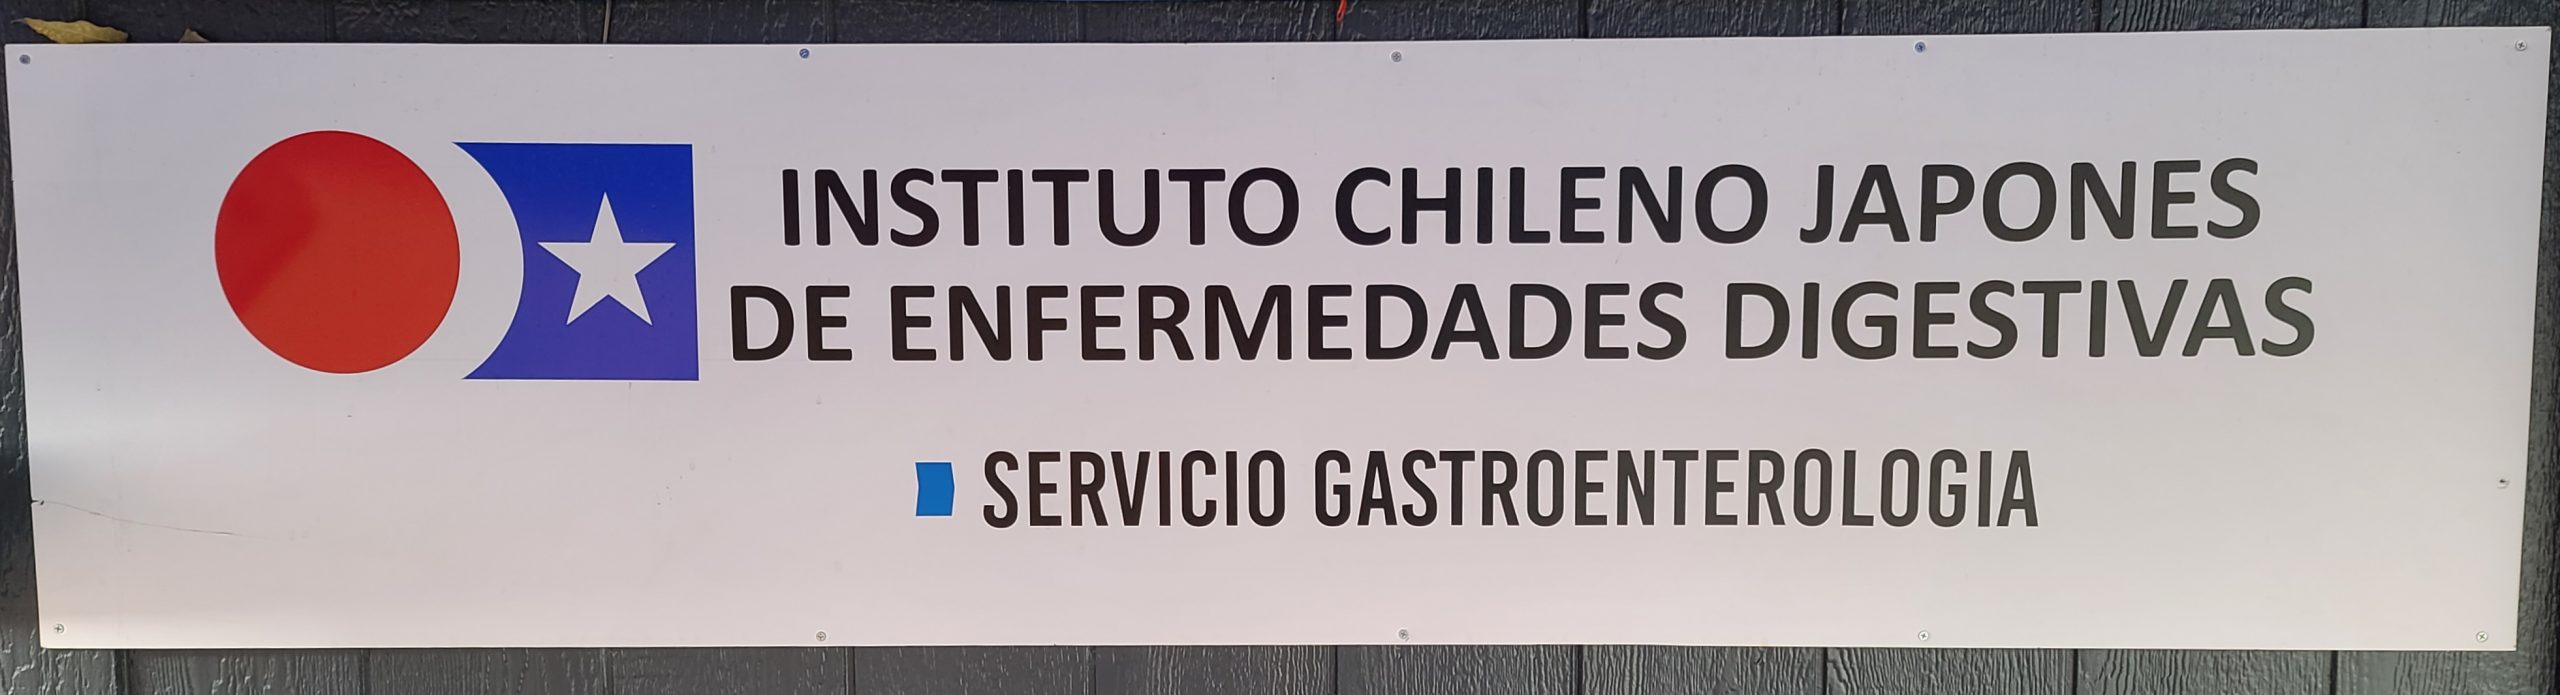 INSTITUTO CHILENO JAPONES
DE ENFERMEDADES DIGESTIVAS
SERVICIO GASTROENTEROLOGIA